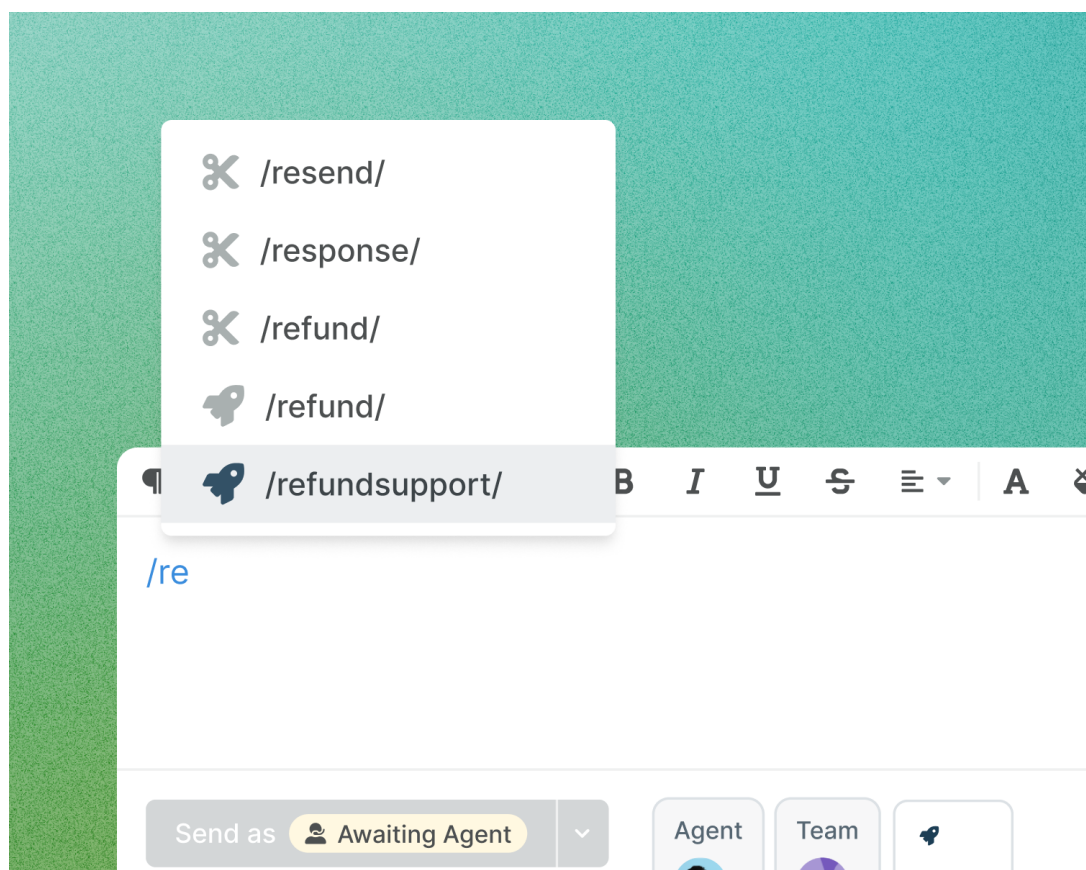 /resend/
/response/
/refund/
/refund/
/refundsupport/
B I U S A
/re
Send as Awaiting Agent
Agent
Team